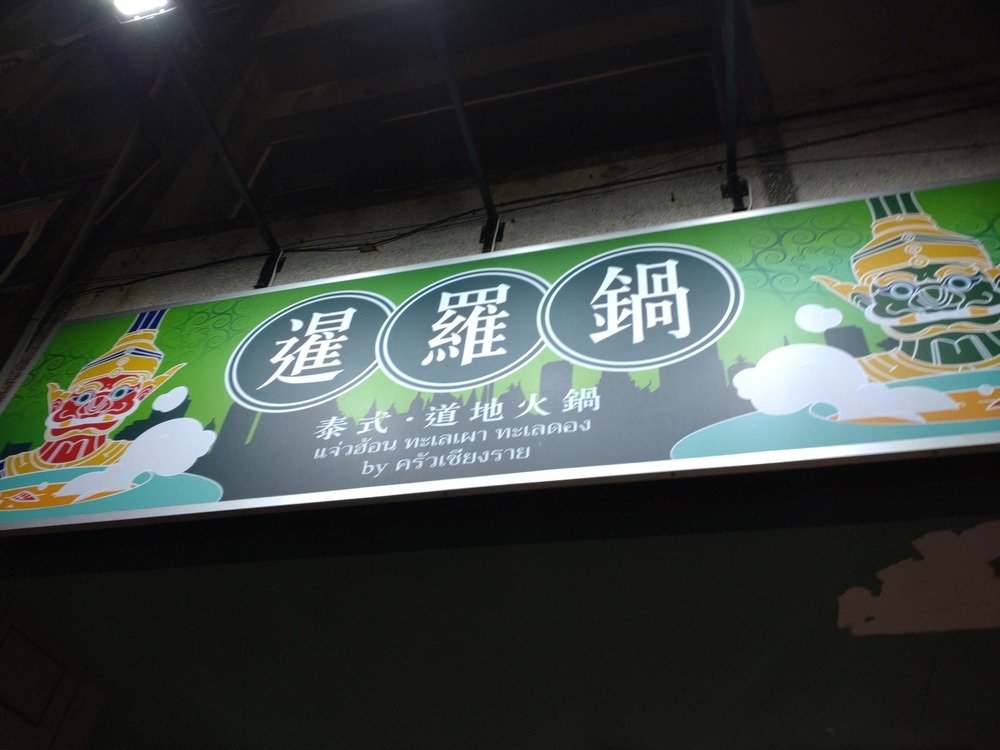 暹羅鍋
泰式·道地火鍋
แจ่วฮ้อน ทะเลเผา ทะเลดอง
by ครัวเชียงราย